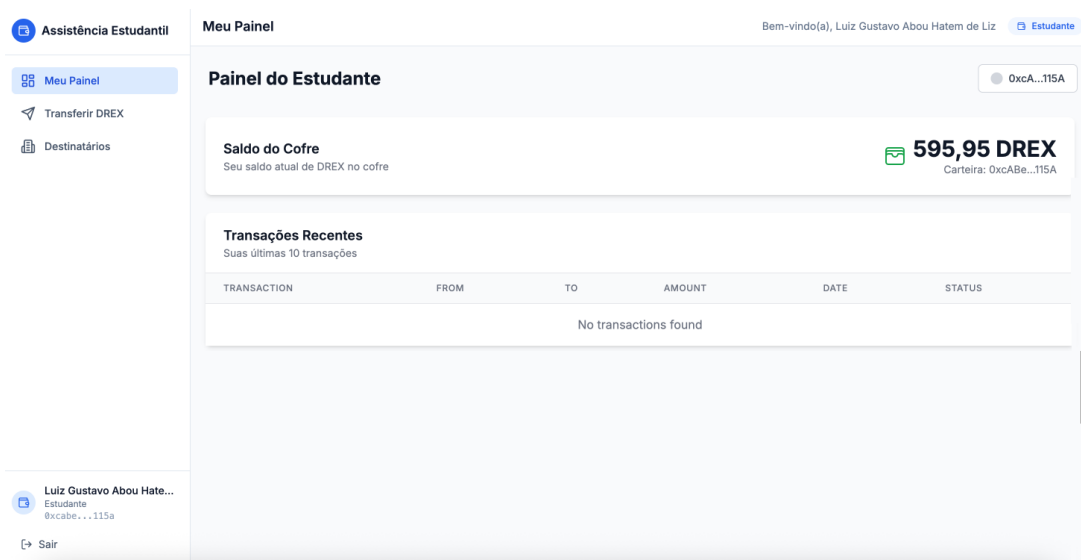 Assistência Estudantil
Meu Painel
Bem-vindo(a), Luiz Gustavo Abou Hatem de Liz
Estudante
Meu Painel
Transferir DREX
Destinatários
Painel do Estudante
0xcA...115A
Saldo do Cofre
Seu saldo atual de DREX no cofre
595,95 DREX
Carteira: 0xcABe...115A
Transações Recentes
Suas últimas 10 transações
TRANSACTION FROM TO AMOUNT DATE STATUS
No transactions found
Luiz Gustavo Abou Hate...
Estudante
0xcabe...115a
Sair